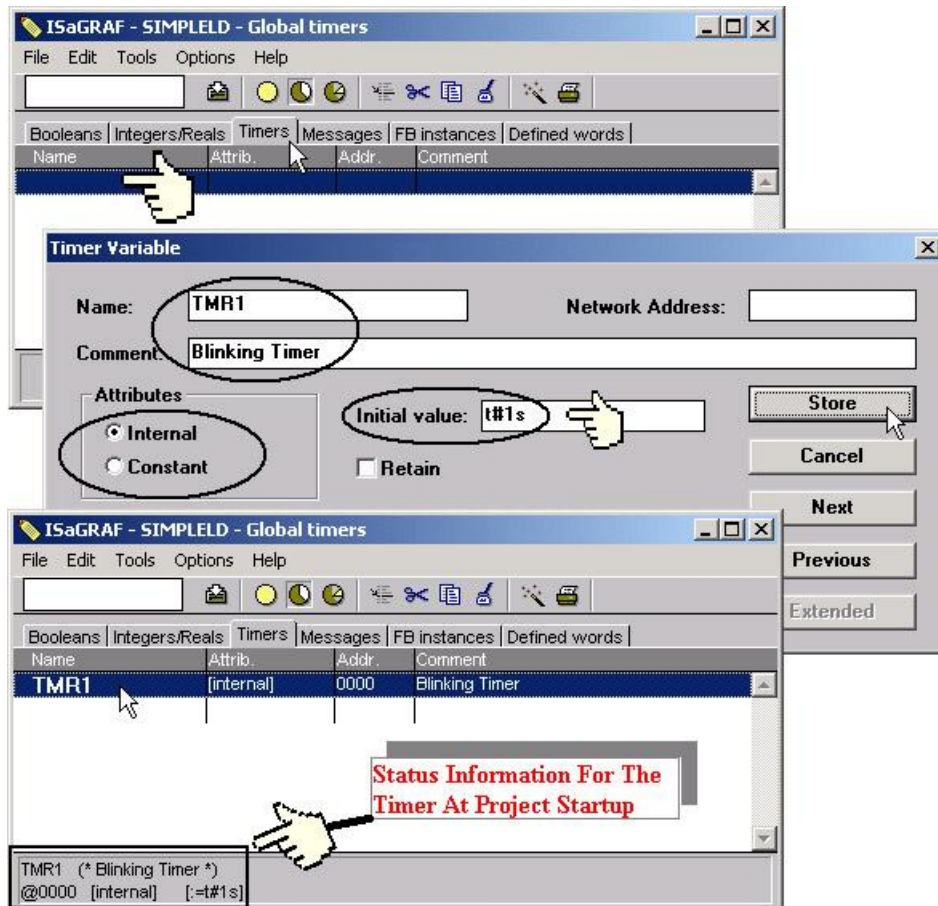 ISaGRAF - SIMPLELD - Global timers
File Edit Tools Options Help
Booleans Integers/Reals Timers Messages FB instances Defined words
Name Attrib. Addr. Comment
Timer Variable
Name: TMR1 Network Address:
Comment: Blinking Timer
Attributes
Internal
Constant
Initial value: t#1s
Retain
Store
Cancel
Next
Previous
Extended
ISaGRAF - SIMPLELD - Global timers
File Edit Tools Options Help
Booleans Integers/Reals Timers Messages FB instances Defined words
Name Attrib. Addr. Comment
TMR1 [internal] 0000 Blinking Timer
Status Information For The
Timer At Project Startup
TMR1 (* Blinking Timer *)
@0000 [internal] [:=t#1s]